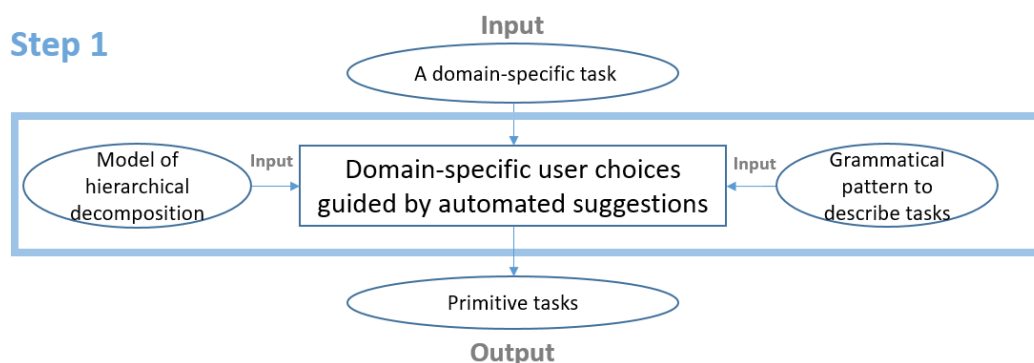 Input
Step 1
A domain-specific task
Model of
hierarchical
decomposition
Input
Domain-specific user choices
guided by automated suggestions
Input
Grammatical
pattern to
describe tasks
Primitive tasks
Output